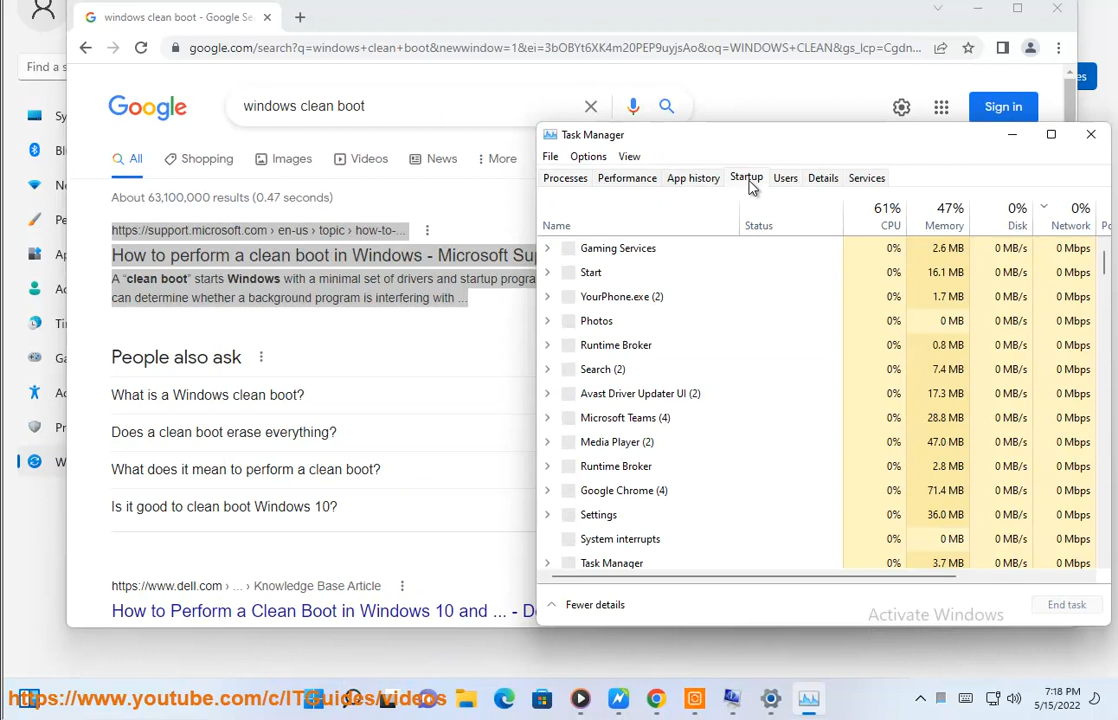 windows clean boot - Google Se
google.com/search?q=windows+clean+boot&newwindow=1&ei=3bOBYt6XK4m20PEP9uyjsAo&oq=WINDOWS+CLEAN&gs_lcp=Cgdn...
Find a s
Google
windows clean boot
Sign in
All
Shopping
Images
Videos
News
More
About 63,100,000 results (0.47 seconds)
https://support.microsoft.com › en-us › topic › how-to-...
How to perform a clean boot in Windows - Microsoft Sup
A “clean boot” starts Windows with a minimal set of drivers and startup progra
can determine whether a background program is interfering with ...
People also ask
What is a Windows clean boot?
Does a clean boot erase everything?
What does it mean to perform a clean boot?
Is it good to clean boot Windows 10?
https://www.dell.com › ... › Knowledge Base Article
How to Perform a Clean Boot in Windows 10 and ... - D
Sy
Bl
Ne
Pe
Ap
Ac
Tin
Ga
Ac
Pr
W
es
Task Manager
File Options View
Processes Performance App history Startup Users Details Services
61% 47% 0% 0%
Name Status CPU Memory Disk Network Po
Gaming Services 0% 2.6 MB 0 MB/s 0 Mbps
Start 0% 16.1 MB 0 MB/s 0 Mbps
YourPhone.exe (2) 0% 1.7 MB 0 MB/s 0 Mbps
Photos 0% 0 MB 0 MB/s 0 Mbps
Runtime Broker 0% 0.8 MB 0 MB/s 0 Mbps
Search (2) 0% 7.4 MB 0 MB/s 0 Mbps
Avast Driver Updater UI (2) 0% 17.3 MB 0 MB/s 0 Mbps
Microsoft Teams (4) 0% 28.8 MB 0 MB/s 0 Mbps
Media Player (2) 0% 47.0 MB 0 MB/s 0 Mbps
Runtime Broker 0% 2.8 MB 0 MB/s 0 Mbps
Google Chrome (4) 0% 71.4 MB 0 MB/s 0 Mbps
Settings 0% 36.0 MB 0 MB/s 0 Mbps
System interrupts 0% 0 MB 0 MB/s 0 Mbps
Task Manager 0% 3.7 MB 0 MB/s 0 Mbps
Fewer details
End task
Activate Windows
https://www.youtube.com/c/ITGuides/videos
7:18 PM
5/15/2022